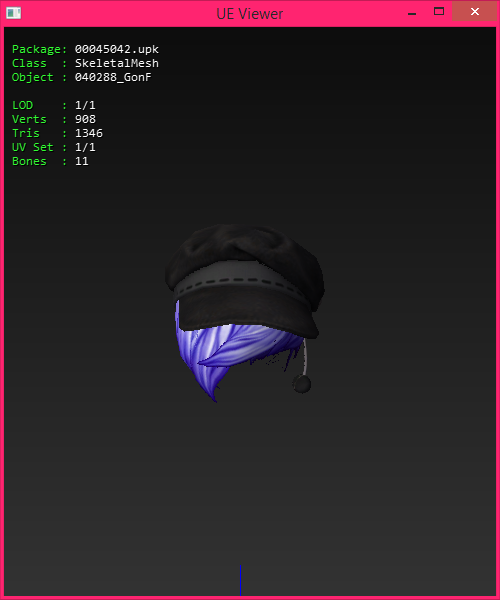 UE Viewer
Package: 00045042.upk
Class : SkeletalMesh
Object : 040288_GonF
LOD : 1/1
Verts : 908
Tris : 1346
UV Set : 1/1
Bones : 11